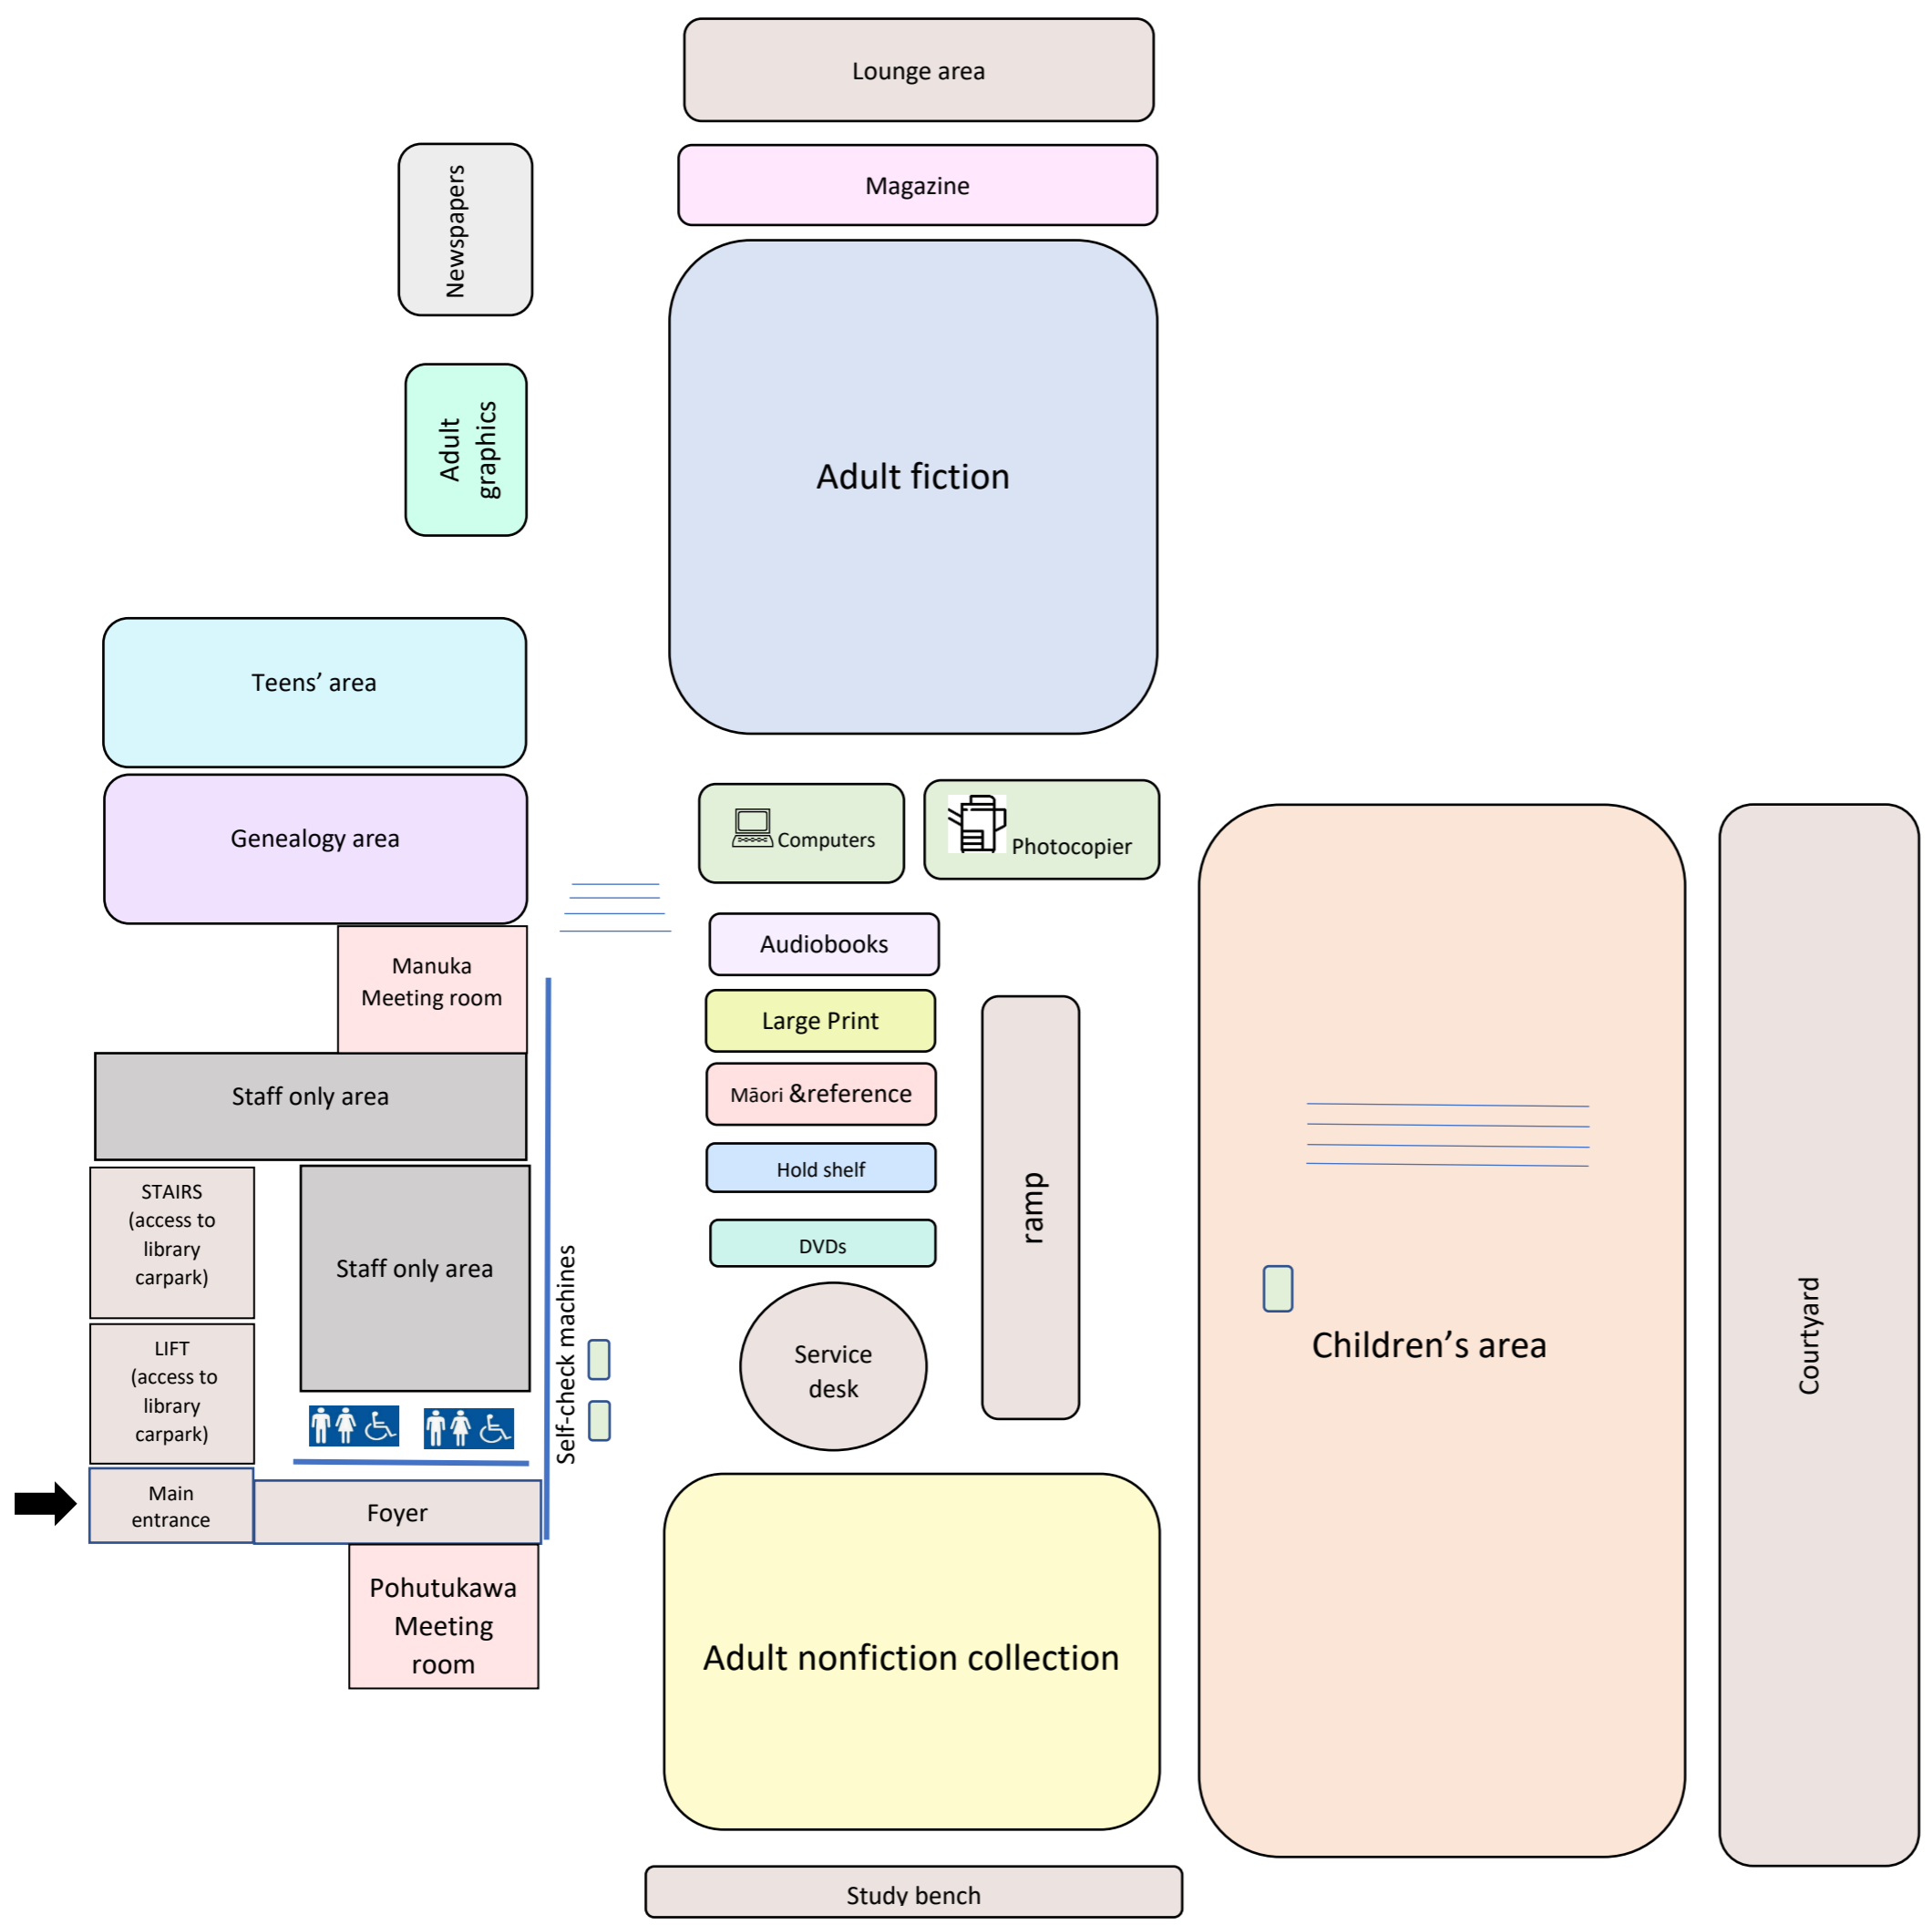 Lounge area
Magazine
Newspapers
Adult
graphics
Adult fiction
Teens’ area
Genealogy area
Computers
Photocopier
Manuka
Meeting room
Audiobooks
Large Print
Māori &reference
Hold shelf
DVDs
Staff only area
STAIRS
(access to
library
carpark)
Staff only area
LIFT
(access to
library
carpark)
Self-check machines
Service
desk
ramp
Children’s area
Courtyard
Main
entrance
Foyer
Pohutukawa
Meeting
room
Adult nonfiction collection
Study bench